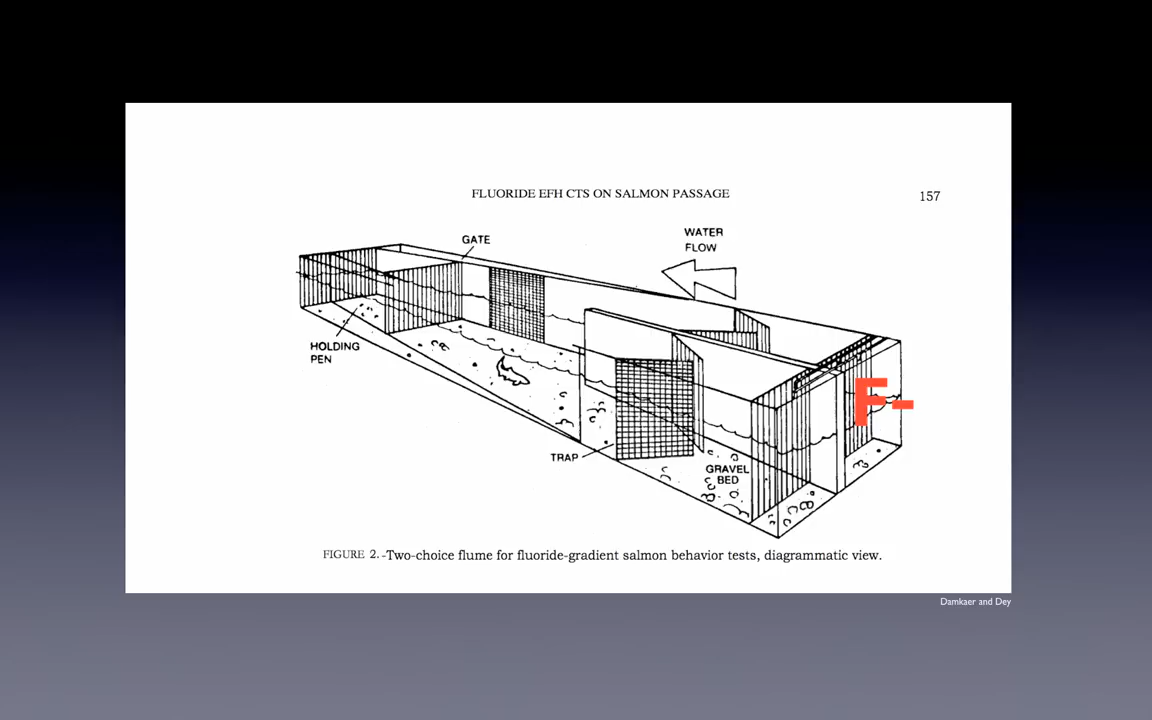 FLUORIDE EFH CTS ON SALMON PASSAGE
157
GATE
WATER
FLOW
HOLDING
PEN
F-
TRAP
GRAVEL
BED
FIGURE 2.-Two-choice flume for fluoride-gradient salmon behavior tests, diagrammatic view.
Damkaer and Dey